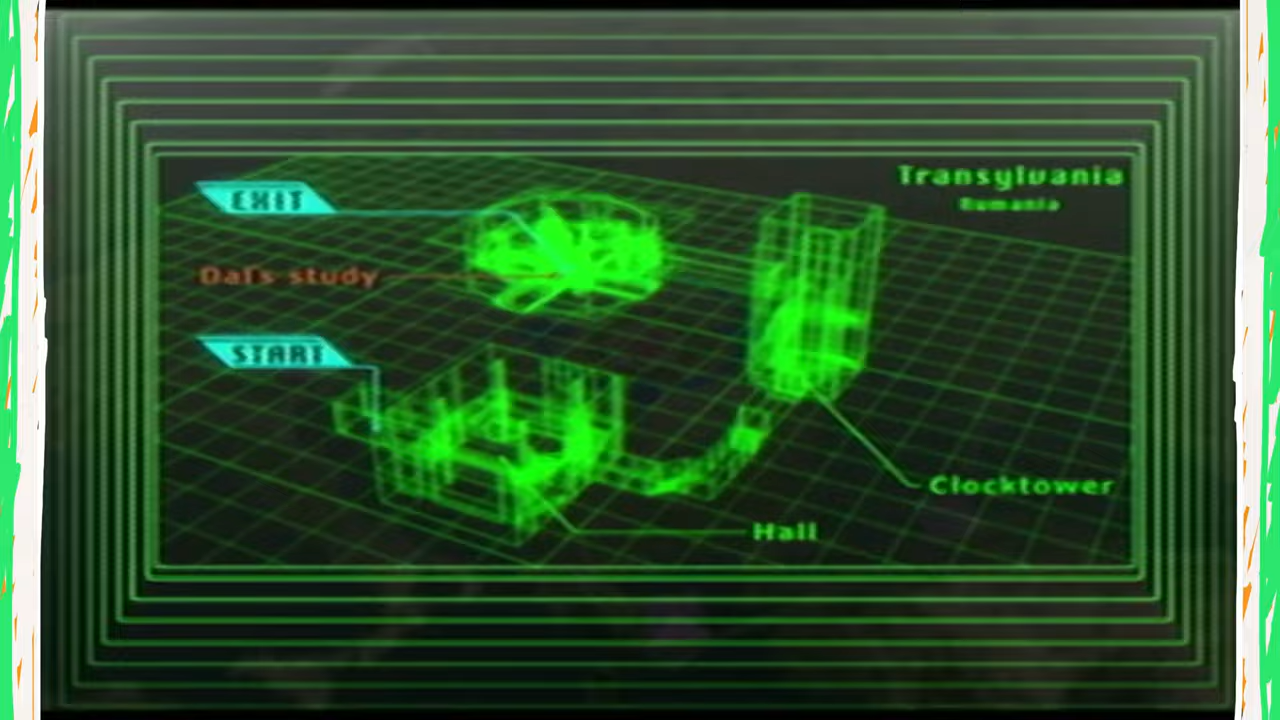 EXIT
Transylvania
Rumania
Dal's study
START
Clocktower
Hall